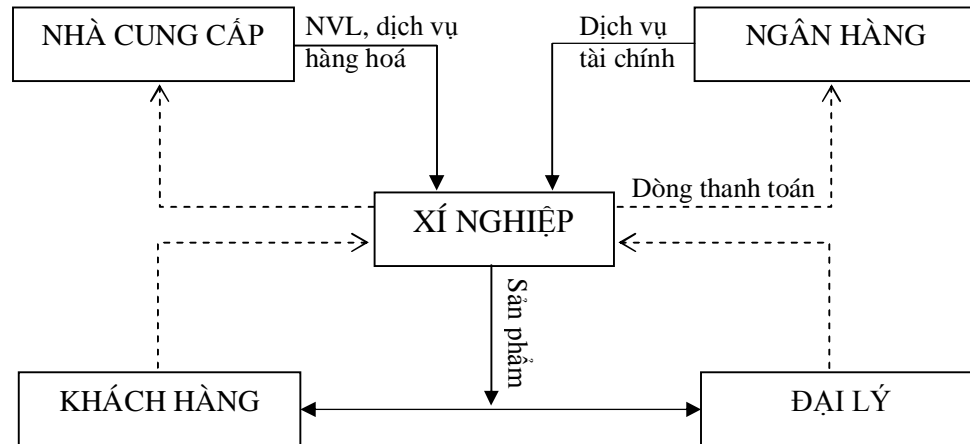 NHÀ CUNG CẤP
NVL, dịch vụ
hàng hoá
Dịch vụ
tài chính
NGÂN HÀNG
Dòng thanh toán
XÍ NGHIỆP
Sản phẩm
KHÁCH HÀNG
ĐẠI LÝ